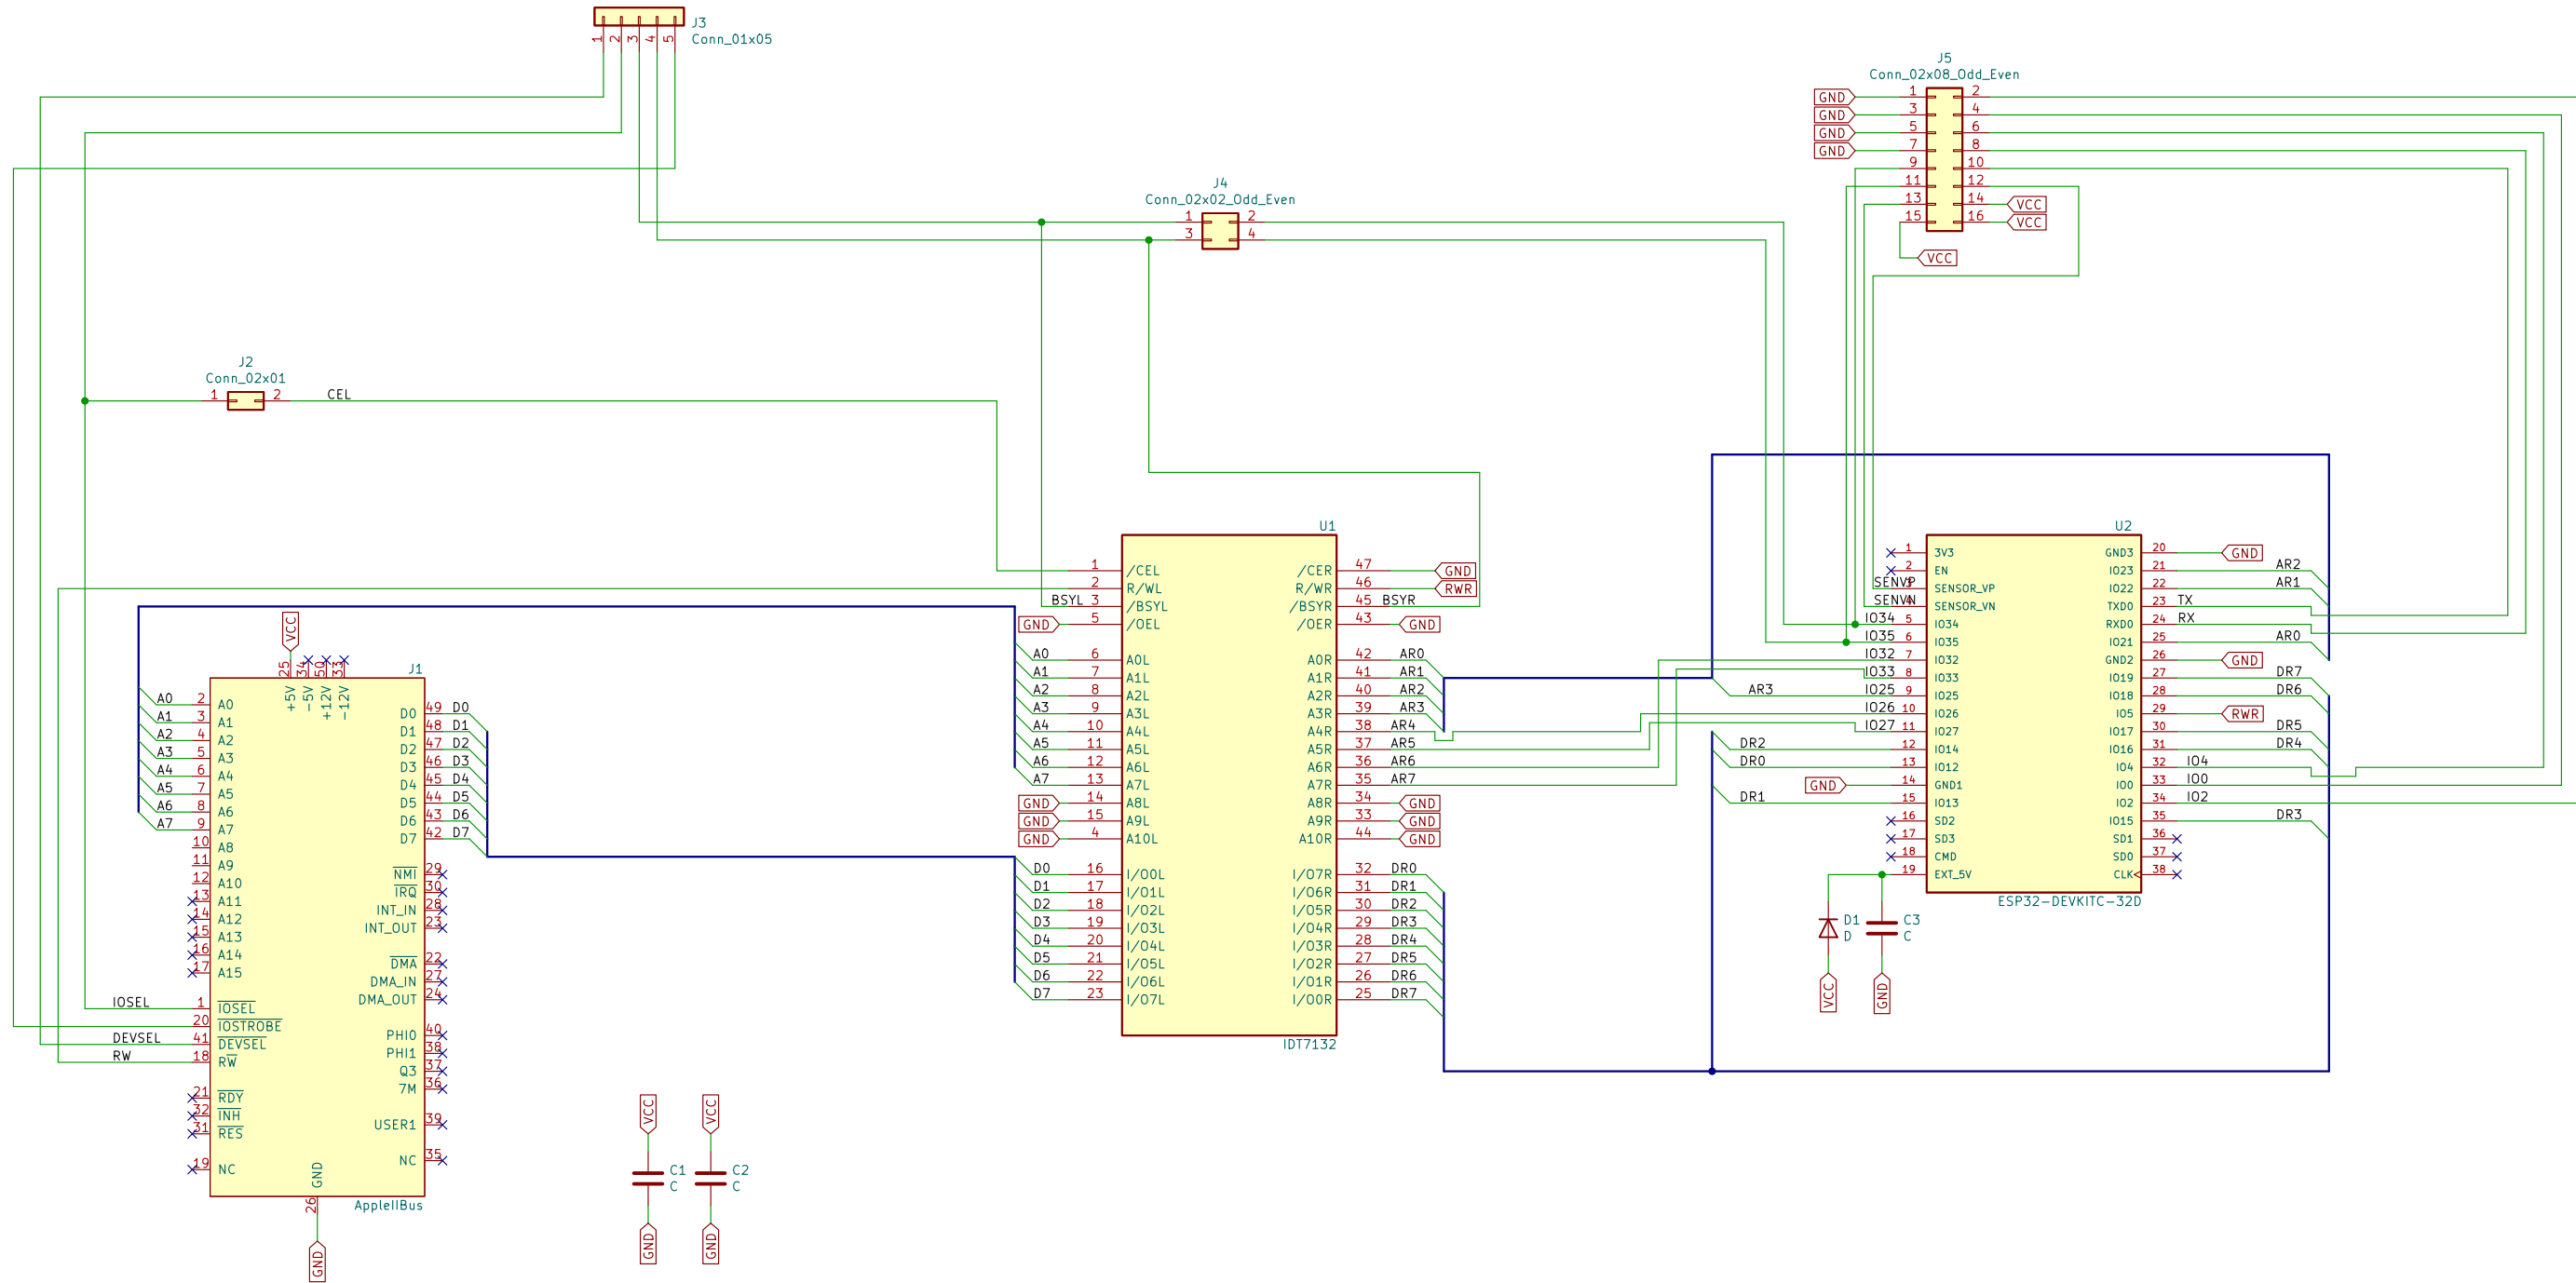 J3
Conn_01x05
1 2 3 4 5
J5
Conn_02x08_Odd_Even
GND 1 2
GND 3 4
GND 5 6
GND 7 8
9 10
11 12
13 14 VCC
15 16 VCC
VCC
J4
Conn_02x02_Odd_Even
1 2
3 4
J2
Conn_02x01
1 2 CEL
U1
1 /CEL /CER 47 GND
2 R/WL R/WR 46 RWR
BSYL 3 /BSYL /BSYR 45 BSYR
GND 5 /OEL /OER 43 GND
A0 6 A0L A0R 42 AR0
A1 7 A1L A1R 41 AR1
A2 8 A2L A2R 40 AR2
A3 9 A3L A3R 39 AR3
A4 10 A4L A4R 38 AR4
A5 11 A5L A5R 37 AR5
A6 12 A6L A6R 36 AR6
A7 13 A7L A7R 35 AR7
GND 14 A8L A8R 34 GND
GND 15 A9L A9R 33 GND
GND 4 A10L A10R 44 GND
D0 16 I/O0L I/O7R 32 DR0
D1 17 I/O1L I/O6R 31 DR1
D2 18 I/O2L I/O5R 30 DR2
D3 19 I/O3L I/O4R 29 DR3
D4 20 I/O4L I/O3R 28 DR4
D5 21 I/O5L I/O2R 27 DR5
D6 22 I/O6L I/O1R 26 DR6
D7 23 I/O7L I/O0R 25 DR7
IDT7132
U2
1 3V3 GND3 20 GND
2 EN IO23 21 AR2
SENVP 3 SENSOR_VP IO22 22 AR1
SENVN 4 SENSOR_VN TXD0 23 TX
IO34 5 IO34 RXD0 24 RX
IO35 6 IO35 IO21 25 AR0
IO32 7 IO32 GND2 26 GND
IO33 8 IO33 IO19 27 DR7
AR3 IO25 9 IO25 IO18 28 DR6
IO26 10 IO26 IO5 29 RWR
IO27 11 IO27 IO17 30 DR5
DR2 12 IO14 IO16 31 DR4
DR0 13 IO12 IO4 32 IO4
GND 14 GND1 IO0 33 IO0
DR1 15 IO13 IO2 34 IO2
16 SD2 IO15 35 DR3
17 SD3 SD1 36
18 CMD SD0 37
19 EXT_5V CLK 38
ESP32-DEVKITC-32D
D1
D
VCC
C3
C
GND
VCC
25 34 50 33
+5V -5V +12V -12V
J1
A0 2 A0
A1 3 A1
A2 4 A2
A3 5 A3
A4 6 A4
A5 7 A5
A6 8 A6
A7 9 A7
10 A8
11 A9
12 A10
13 A11
14 A12
15 A13
16 A14
17 A15
IOSEL 1 IOSEL
20 IOSTROBE
DEVSEL 41 DEVSEL
RW 18 RW
21 RDY
32 INH
31 RES
19 NC
D0 49 D0
D1 48 D1
D2 47 D2
D3 46 D3
D4 45 D4
D5 44 D5
D6 43 D6
D7 42 D7
NMI 29
IRQ 30
INT_IN 28
INT_OUT 23
DMA 22
DMA_IN 27
DMA_OUT 24
PHI0 40
PHI1 38
Q3 37
7M 36
USER1 39
NC 35
GND
26
AppleIIBus
GND
VCC
C1
C
GND
VCC
C2
C
GND